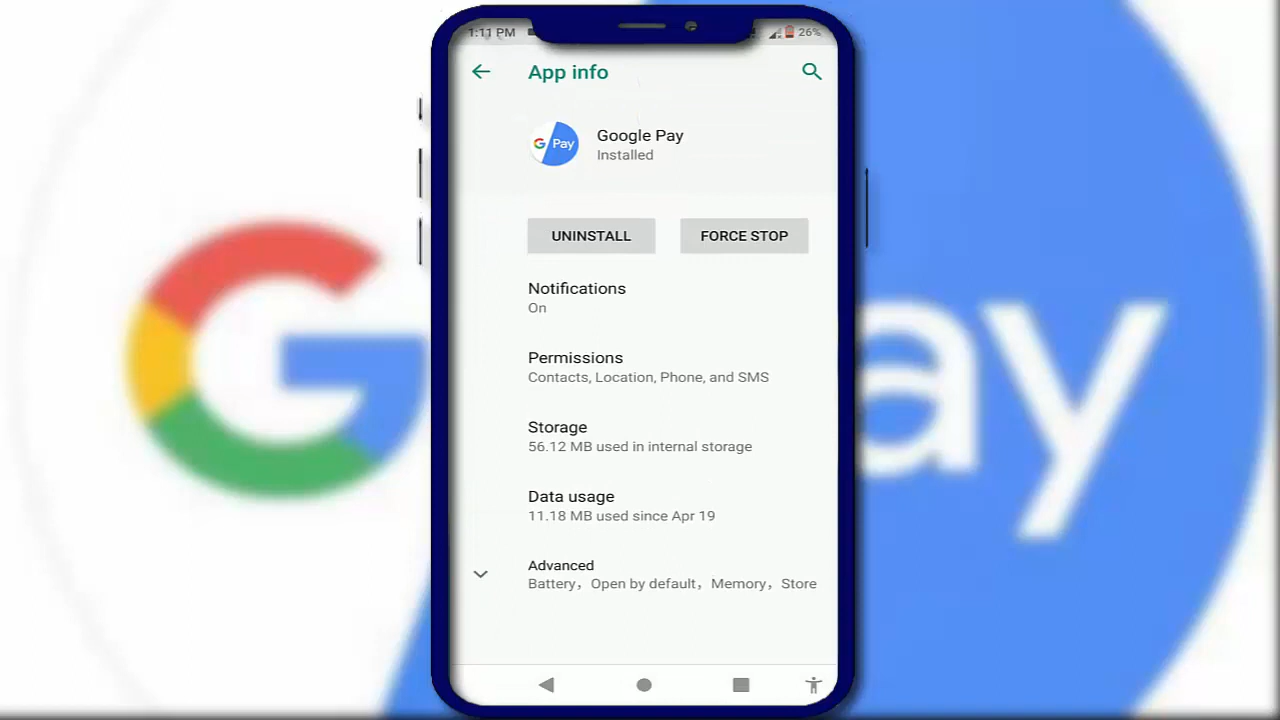 1:11 PM 26%
App info
G Pay
Google Pay
Installed
UNINSTALL FORCE STOP
Notifications
On
Permissions
Contacts, Location, Phone, and SMS
Storage
56.12 MB used in internal storage
Data usage
11.18 MB used since Apr 19
Advanced
Battery, Open by default, Memory, Store
G ay